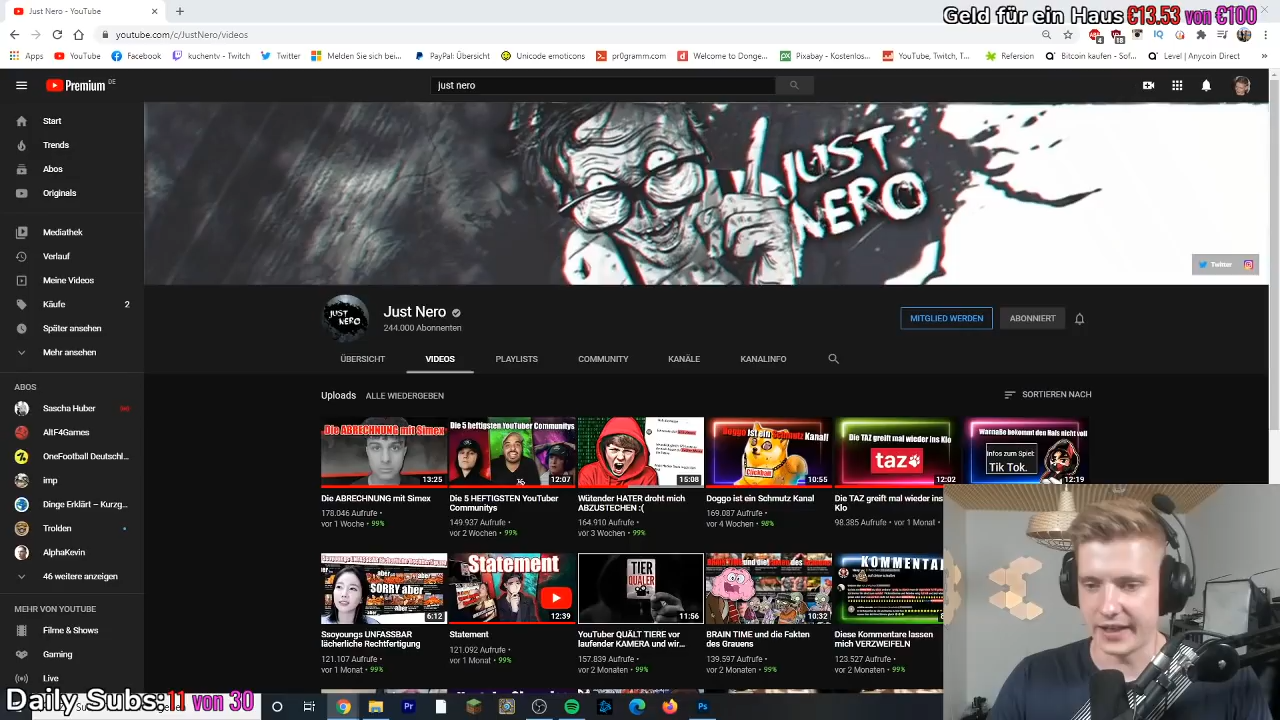 Just Nero - YouTube
Geld für ein Haus €13.53 von €100
youtube.com/c/JustNero/videos
Apps YouTube Facebook kuchentv - Twitch Twitter Melden Sie sich bei... PayPal: Übersicht Unicode emoticons pr0gramm.com Welcome to Donge... Pixabay - Kostenlos... YouTube, Twitch, T... Refersion Bitcoin kaufen - Sof... Level | Anycoin Direct
Premium DE
just nero
Start
Trends
Abos
Originals
Mediathek
Verlauf
Meine Videos
Käufe 2
Später ansehen
Mehr ansehen
ABOS
Sascha Huber
AltF4Games
OneFootball Deutschl...
imp
Dinge Erklärt – Kurzg...
Trolden
AlphaKevin
46 weitere anzeigen
MEHR VON YOUTUBE
Filme & Shows
Gaming
Live
JUST
NERO
Twitter
JUST
NERO
Just Nero
244.000 Abonnenten
MITGLIED WERDEN ABONNIERT
ÜBERSICHT VIDEOS PLAYLISTS COMMUNITY KANÄLE KANALINFO
Uploads ALLE WIEDERGEBEN SORTIEREN NACH
Die ABRECHNUNG mit Simex
13:25
Die ABRECHNUNG mit Simex
178.046 Aufrufe •
vor 1 Woche • 99%
Die 5 heftigsten YouTuber Communitys
12:07
Die 5 HEFTIGSTEN YouTuber
Communitys
149.937 Aufrufe •
vor 2 Wochen • 99%
15:08
Wütender HATER droht mich
ABZUSTECHEN :(
164.910 Aufrufe •
vor 3 Wochen • 99%
Doggo ist ein Schmutz Kanal!
Clickbait
10:55
Doggo ist ein Schmutz Kanal
169.087 Aufrufe •
vor 4 Wochen • 98%
Die TAZ greift mal wieder ins Klo
taz
12:02
Die TAZ greift mal wieder ins
Klo
98.385 Aufrufe • vor 1 Monat •
WarnaBe bekommt den Hals nicht voll
Infos zum Spiel:
Tik Tok.
12:19
SORRY aber
6:12
Ssoyoungs UNFASSBAR
lächerliche Rechtfertigung
121.107 Aufrufe •
vor 1 Monat • 99%
Statement
12:39
Statement
121.092 Aufrufe •
vor 1 Monat • 99%
TIER
QUALER
11:56
YouTuber QUÄLT TIERE vor
laufender KAMERA und wir...
157.839 Aufrufe •
vor 2 Monaten • 99%
10:32
BRAIN TIME und die Fakten
des Grauens
139.597 Aufrufe •
vor 2 Monaten • 99%
KOMMENTA
Diese Kommentare lassen
mich VERZWEIFELN
123.527 Aufrufe •
vor 2 Monaten • 99%
Daily Subs: 11 von 30